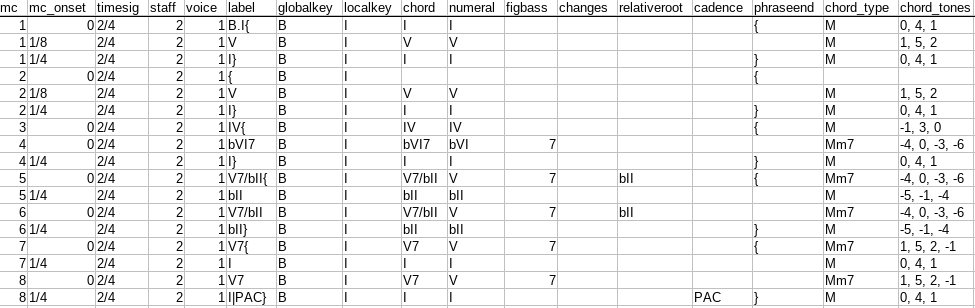 mc mc_onset timesig staff voice label globalkey localkey chord numeral figbass changes relativeroot cadence phraseend chord_type chord_tones
1 0 2/4 2 1 B.I{ B I I I { M 0, 4, 1
1 1/8 2/4 2 1 V B I V V M 1, 5, 2
1 1/4 2/4 2 1 I} B I I I } M 0, 4, 1
2 0 2/4 2 1 { B I {
2 1/8 2/4 2 1 V B I V V M 1, 5, 2
2 1/4 2/4 2 1 I} B I I I } M 0, 4, 1
3 0 2/4 2 1 IV{ B I IV IV { M -1, 3, 0
4 0 2/4 2 1 bVI7 B I bVI7 bVI 7 Mm7 -4, 0, -3, -6
4 1/4 2/4 2 1 I} B I I I } M 0, 4, 1
5 0 2/4 2 1 V7/bII{ B I V7/bII V 7 bII { Mm7 -4, 0, -3, -6
5 1/4 2/4 2 1 bII B I bII bII M -5, -1, -4
6 0 2/4 2 1 V7/bII B I V7/bII V 7 bII Mm7 -4, 0, -3, -6
6 1/4 2/4 2 1 bII} B I bII bII } M -5, -1, -4
7 0 2/4 2 1 V7{ B I V7 V 7 { Mm7 1, 5, 2, -1
7 1/4 2/4 2 1 I B I I I M 0, 4, 1
8 0 2/4 2 1 V7 B I V7 V 7 Mm7 1, 5, 2, -1
8 1/4 2/4 2 1 I|PAC} B I I I PAC } M 0, 4, 1